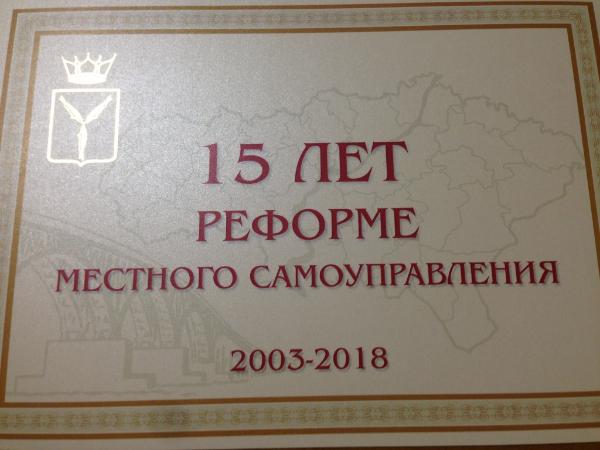 15 ЛЕТ
РЕФОРМЕ
МЕСТНОГО САМОУПРАВЛЕНИЯ
2003-2018